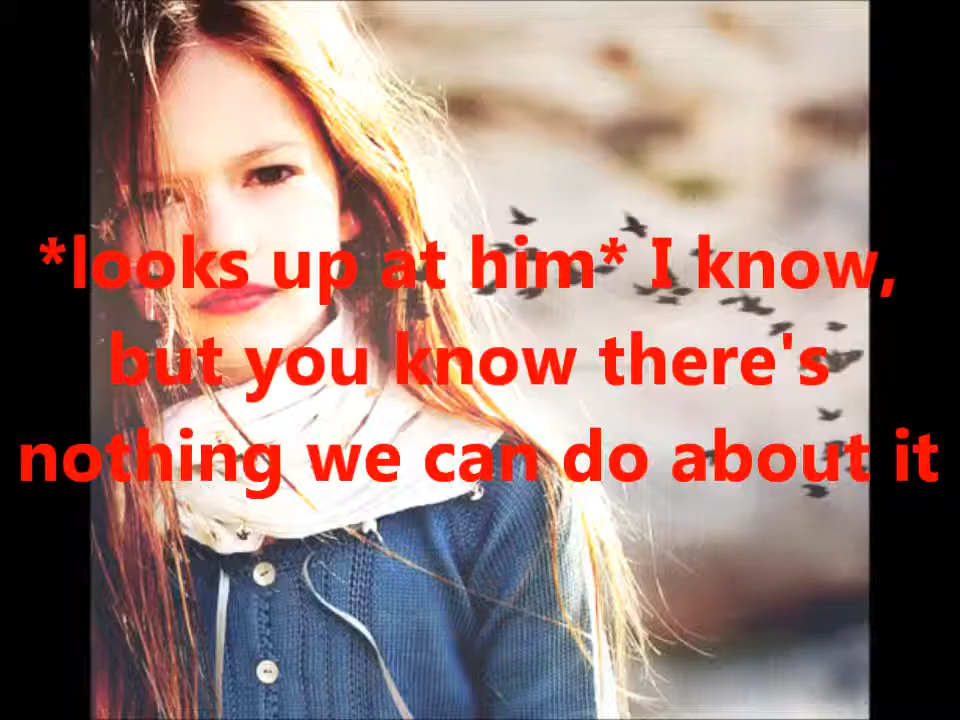 *looks up at him* I know,
but you know there's
nothing we can do about it